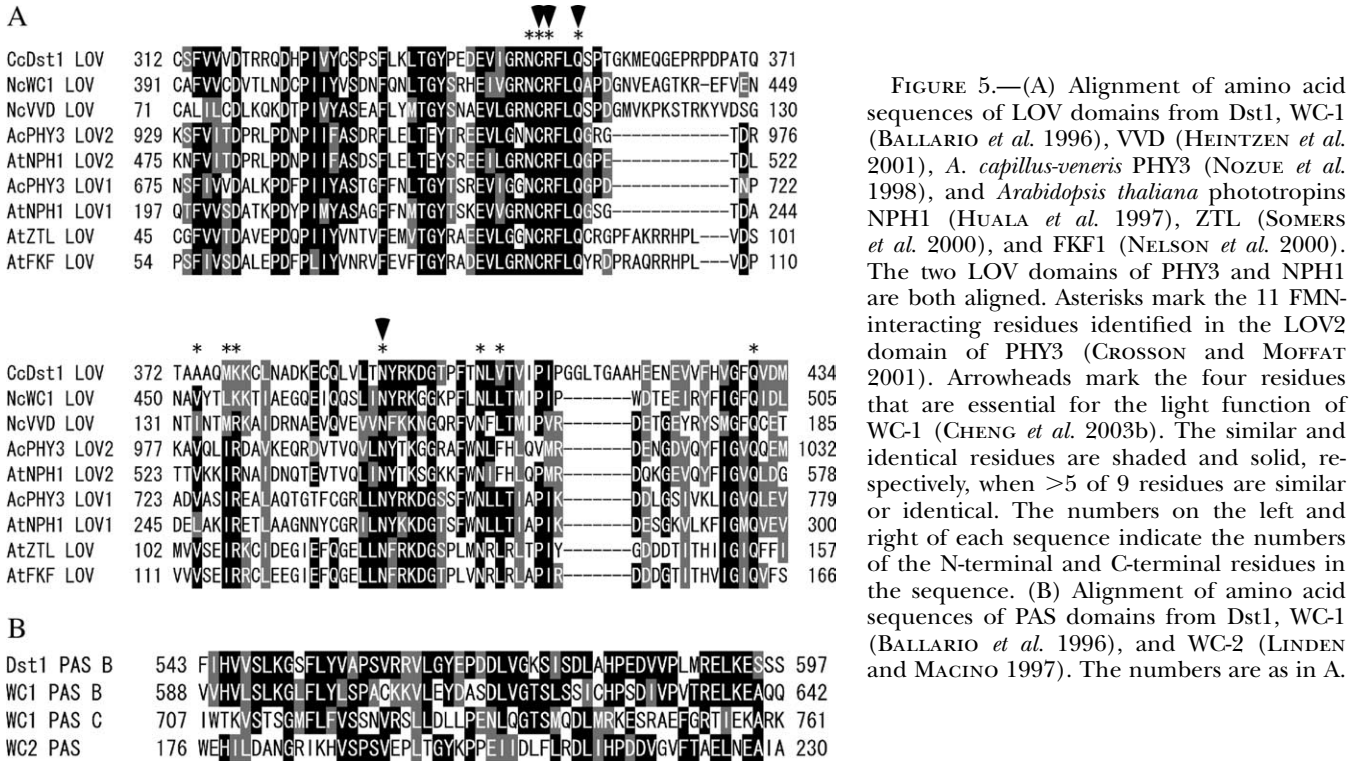 A
CcDst1 LOV 312 CSFVVVDTRRQDHPIVYCSPSFLKLTGYPEDEVIGRNCRFLQSPTGKMEQGEPRPDPATQ 371
NcWC1 LOV 391 CAFVVCDVTLNDCPIIYVSDNFQNLTGYSRHEIVGRNCRFLQAPDGNVEAGTKR-EFVEN 449
NcVVD LOV 71 CALILCDLKQKDTPIVYASEAFLYMTGYSNAEVLGRNCRFLQSPDGMVKPKSTRKYVDSG 130
AcPHY3 LOV2 929 KSFVITDPRLPDNPIIFASDRFLELTEYTREEVLGNNCRFLQGRG------------TDR 976
AtNPH1 LOV2 475 KNFVITDPRLPDNPIIFASDSFLELTEYSREEILGRNCRFLQGPE------------TDL 522
AcPHY3 LOV1 675 NSFIVVDALKPDFPIIYASTGFFNLTGYTSREVIGGNCRFLQGPD------------TNP 722
AtNPH1 LOV1 197 QTFVVSDATKPDYPIMYASAGFFNMTGYTSKEVVGRNCRFLQGSG------------TDA 244
AtZTL LOV 45 CGFVVTDAVEPDQPIIYVNTVFEMVTGYRAEEVLGGNCRFLQCRGPFAKRRHPL---VDS 101
AtFKF LOV 54 PSFIVSDALEPDFPLIYVNRVFEVFTGYRADEVLGRNCRFLQYRDPRAQRRHPL---VDP 110
CcDst1 LOV 372 TAAAQMKKCLNADKECQLVLTNYRKDGTPFTNLVTVIPIPGGLTGAAHEENEVVFHVGFQVDM 434
NcWC1 LOV 450 NAVYTLKKTIAEGQEIQQSLINYRKGGKPFLNLLTMIPIP-------WDTEEIRYFIGFQIDL 505
NcVVD LOV 131 NTINTMRKAIDRNAEVQVEVVNFKKNGQRFVNFLTMIPVR-------DETGEYRYSMGFQCET 185
AcPHY3 LOV2 977 KAVQLIRDAVKEQRDVTVQVLNYTKGGRAFWNLFHLQVMR-------DENGDVQYFIGVQQEM 1032
AtNPH1 LOV2 523 TTVKKIRNAIDNQTEVTVQLINYTKSGKKFWNIFHLQPMR-------DQKGEVQYFIGVQLDG 578
AcPHY3 LOV1 723 ADVASIREALAQTGTFCGRLLNYRKDGSSFWNLLTIAPIK-------DDLGSIVKLIGVQLEV 779
AtNPH1 LOV1 245 DELAKIRETLAAGNNYCGRILNYKKDGTSFWNLLTIAPIK-------DESGKVLKFIGMQVEV 300
AtZTL LOV 102 MVVSEIRKCIDEGIEFQGELLNFRKDGSPLMNRLRLTPIY-------GDDDTITHIIGIQFFI 157
AtFKF LOV 111 VVVSEIRRCLEEGIEFQGELLNFRKDGTPLVNRLRLAPIR-------DDDGTITHVIGIQVFS 166
B
Dst1 PAS B 543 FIHVVSLKGSFLYVAPSVRRVLGYEPDDLVGKSISDLAHPEDVVPLMRELKESSS 597
WC1 PAS B 588 VVHVLSLKGLFLYLSPACKKVLEYDASDLVGTSLSSICHPSDIVPVTRELKEAQQ 642
WC1 PAS C 707 IWTKVSTSGMFLFVSSNVRSLLDLLPENLQGTSMQDLMRKESRAEFGRTIEKARK 761
WC2 PAS 176 WEHILDANGRIKHVSPSVEPLTGYKPPEIIDLFLRDLIHPDDVGVFTAELNEAIA 230
FIGURE 5.—(A) Alignment of amino acid
sequences of LOV domains from Dst1, WC-1
(BALLARIO et al. 1996), VVD (HEINTZEN et al.
2001), A. capillus-veneris PHY3 (NOZUE et al.
1998), and Arabidopsis thaliana phototropins
NPH1 (HUALA et al. 1997), ZTL (SOMERS
et al. 2000), and FKF1 (NELSON et al. 2000).
The two LOV domains of PHY3 and NPH1
are both aligned. Asterisks mark the 11 FMN-
interacting residues identified in the LOV2
domain of PHY3 (CROSSON and MOFFAT
2001). Arrowheads mark the four residues
that are essential for the light function of
WC-1 (CHENG et al. 2003b). The similar and
identical residues are shaded and solid, re-
spectively, when >5 of 9 residues are similar
or identical. The numbers on the left and
right of each sequence indicate the numbers
of the N-terminal and C-terminal residues in
the sequence. (B) Alignment of amino acid
sequences of PAS domains from Dst1, WC-1
(BALLARIO et al. 1996), and WC-2 (LINDEN
and MACINO 1997). The numbers are as in A.